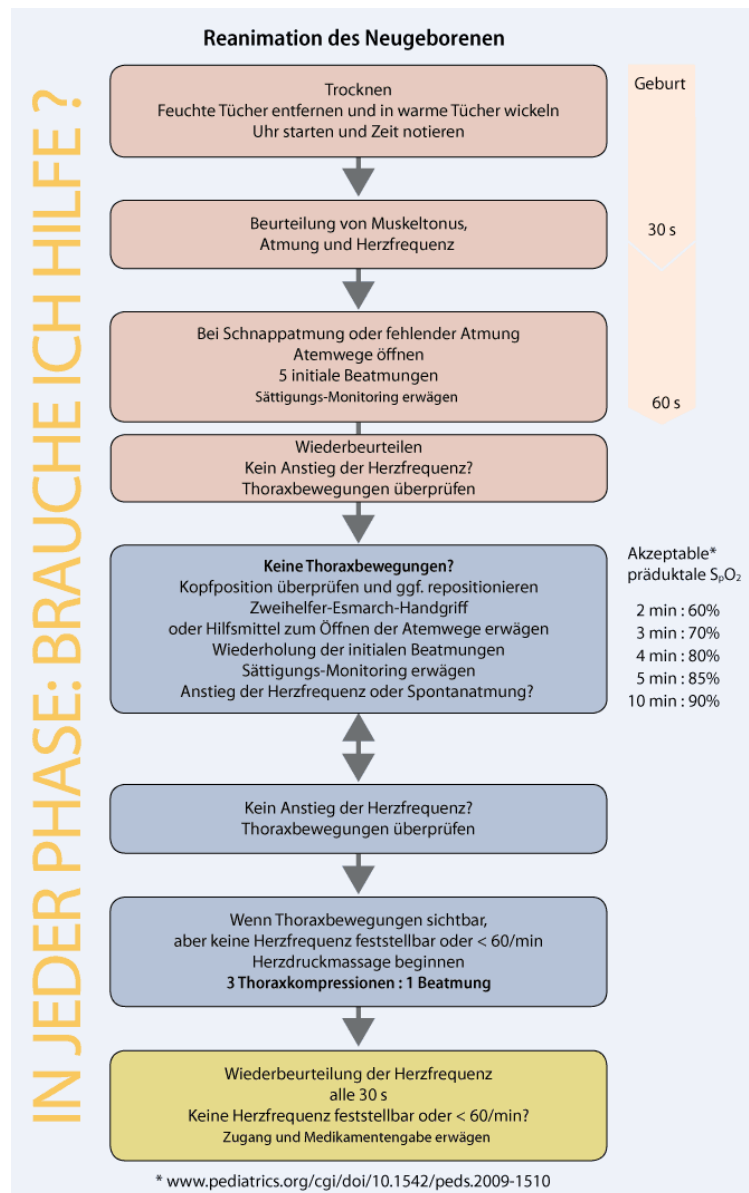 IN JEDER PHASE: BRAUCHE ICH HILFE ?
Reanimation des Neugeborenen
Trocknen
Feuchte Tücher entfernen und in warme Tücher wickeln
Uhr starten und Zeit notieren
Geburt
Beurteilung von Muskeltonus,
Atmung und Herzfrequenz
30 s
Bei Schnappatmung oder fehlender Atmung
Atemwege öffnen
5 initiale Beatmungen
Sättigungs-Monitoring erwägen
60 s
Wiederbeurteilen
Kein Anstieg der Herzfrequenz?
Thoraxbewegungen überprüfen
Keine Thoraxbewegungen?
Kopfposition überprüfen und ggf. repositionieren
Zweihelfer-Esmarch-Handgriff
oder Hilfsmittel zum Öffnen der Atemwege erwägen
Wiederholung der initialen Beatmungen
Sättigungs-Monitoring erwägen
Anstieg der Herzfrequenz oder Spontanatmung?
Akzeptable*
präduktale SpO2
2 min : 60%
3 min : 70%
4 min : 80%
5 min : 85%
10 min : 90%
Kein Anstieg der Herzfrequenz?
Thoraxbewegungen überprüfen
Wenn Thoraxbewegungen sichtbar,
aber keine Herzfrequenz feststellbar oder < 60/min
Herzdruckmassage beginnen
3 Thoraxkompressionen : 1 Beatmung
Wiederbeurteilung der Herzfrequenz
alle 30 s
Keine Herzfrequenz feststellbar oder < 60/min?
Zugang und Medikamentengabe erwägen
* www.pediatrics.org/cgi/doi/10.1542/peds.2009-1510